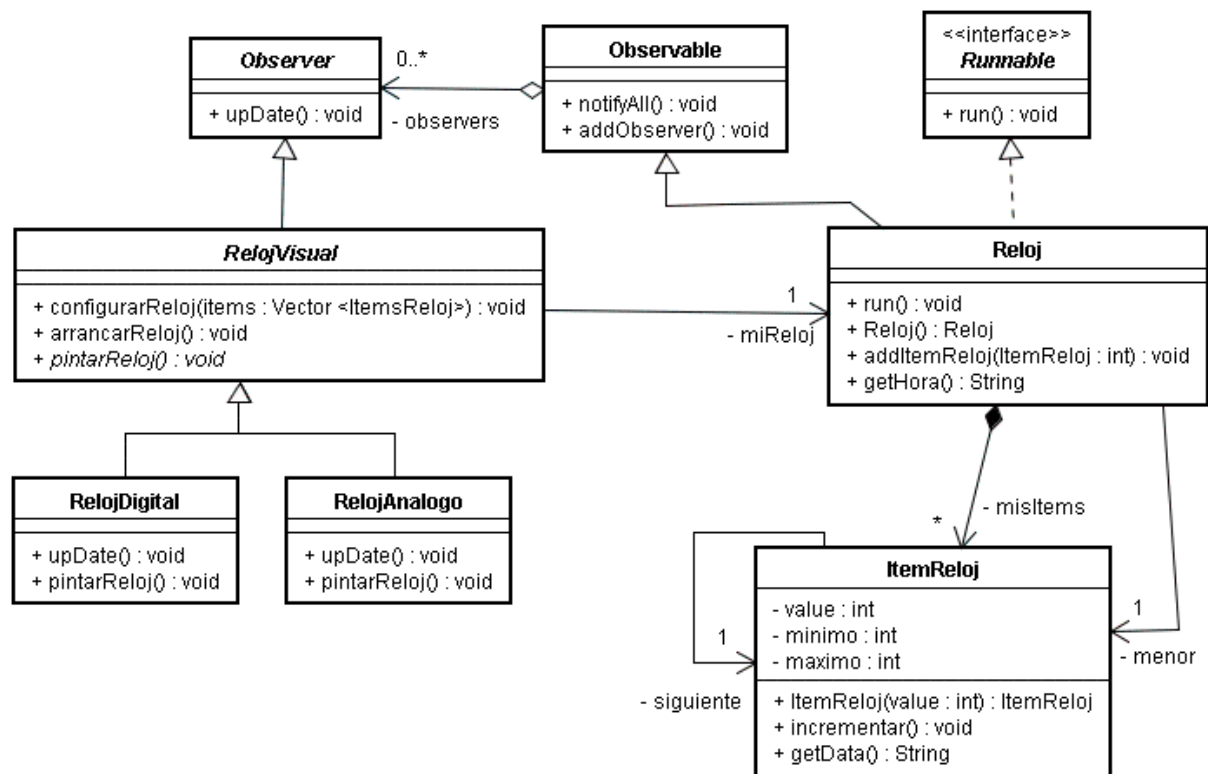 Observer
+ upDate() : void
0..*
- observers
Observable
+ notifyAll() : void
+ addObserver() : void
<<interface>>
Runnable
+ run() : void
RelojVisual
+ configurarReloj(items : Vector <ItemsReloj>) : void
+ arrancarReloj() : void
+ pintarReloj() : void
1
- miReloj
Reloj
+ run() : void
+ Reloj() : Reloj
+ addItemReloj(ItemReloj : int) : void
+ getHora() : String
RelojDigital
+ upDate() : void
+ pintarReloj() : void
RelojAnalogo
+ upDate() : void
+ pintarReloj() : void
*
- misItems
ItemReloj
- value : int
- minimo : int
- maximo : int
+ ItemReloj(value : int) : ItemReloj
+ incrementar() : void
+ getData() : String
1
- siguiente
1
- menor